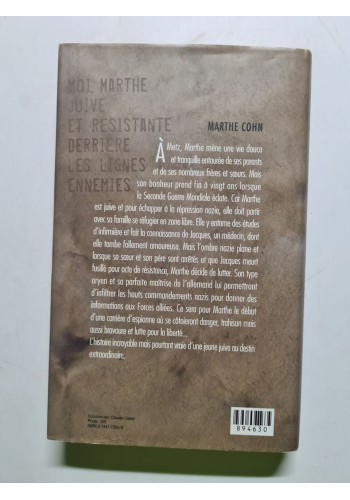 MOI, MARTHE
JUIVE
ET RÉSISTANTE
DERRIÈRE
LES LIGNES
ENNEMIES
MARTHE COHN
À Metz, Marthe mène une vie douce
et tranquille entourée de ses parents
et de ses nombreux frères et sœurs. Mais
son bonheur prend fin à vingt ans lorsque
la Seconde Guerre Mondiale éclate. Car Marthe
est juive et pour échapper à la répression nazie, elle doit partir
avec sa famille se réfugier en zone libre. Elle y entame des études
d'infirmière et fait la connaissance de Jacques, un médecin, dont
elle tombe follement amoureuse. Mais l'ombre nazie plane et
lorsque sa sœur et son père sont arrêtés et que Jacques meurt
fusillé pour acte de résistance, Marthe décide de lutter. Son type
aryen et sa parfaite maîtrise de l'allemand lui permettront
d'infiltrer les hauts commandements nazis pour donner des
informations aux Forces alliées. Ce sera pour Marthe le début
d'une carrière d'espionne où se côtoieront danger, trahison mais
aussi bravoure et lutte pour la liberté...
L'histoire incroyable mais pourtant vraie d'une jeune juive au destin
extraordinaire.
894630